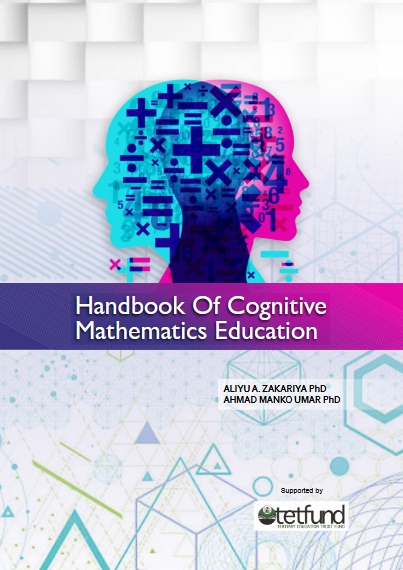 Handbook Of Cognitive
Mathematics Education
ALIYU A. ZAKARIYA PhD
AHMAD MANKO UMAR PhD
Supported by
tetfund
TERTIARY EDUCATION TRUST FUND